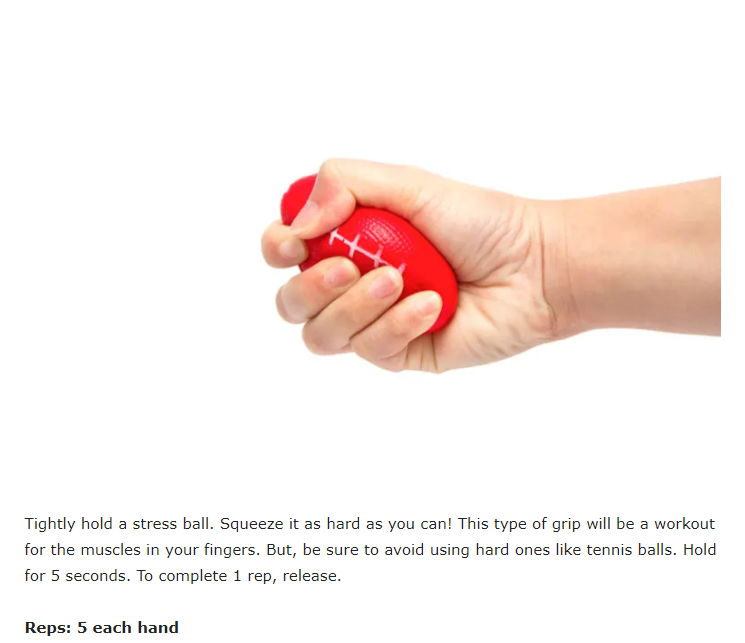 Tightly hold a stress ball. Squeeze it as hard as you can! This type of grip will be a workout
for the muscles in your fingers. But, be sure to avoid using hard ones like tennis balls. Hold
for 5 seconds. To complete 1 rep, release.
Reps: 5 each hand